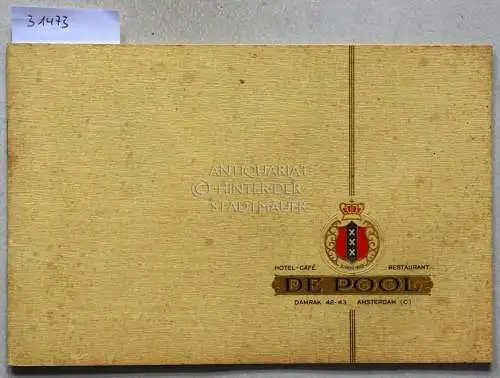 31473
ANTIQUARIAT
© HINTER DER
STADTMAUER
HOTEL-CAFÉ RESTAURANT
DE POOL
DAMRAK 42-43 AMSTERDAM (C)